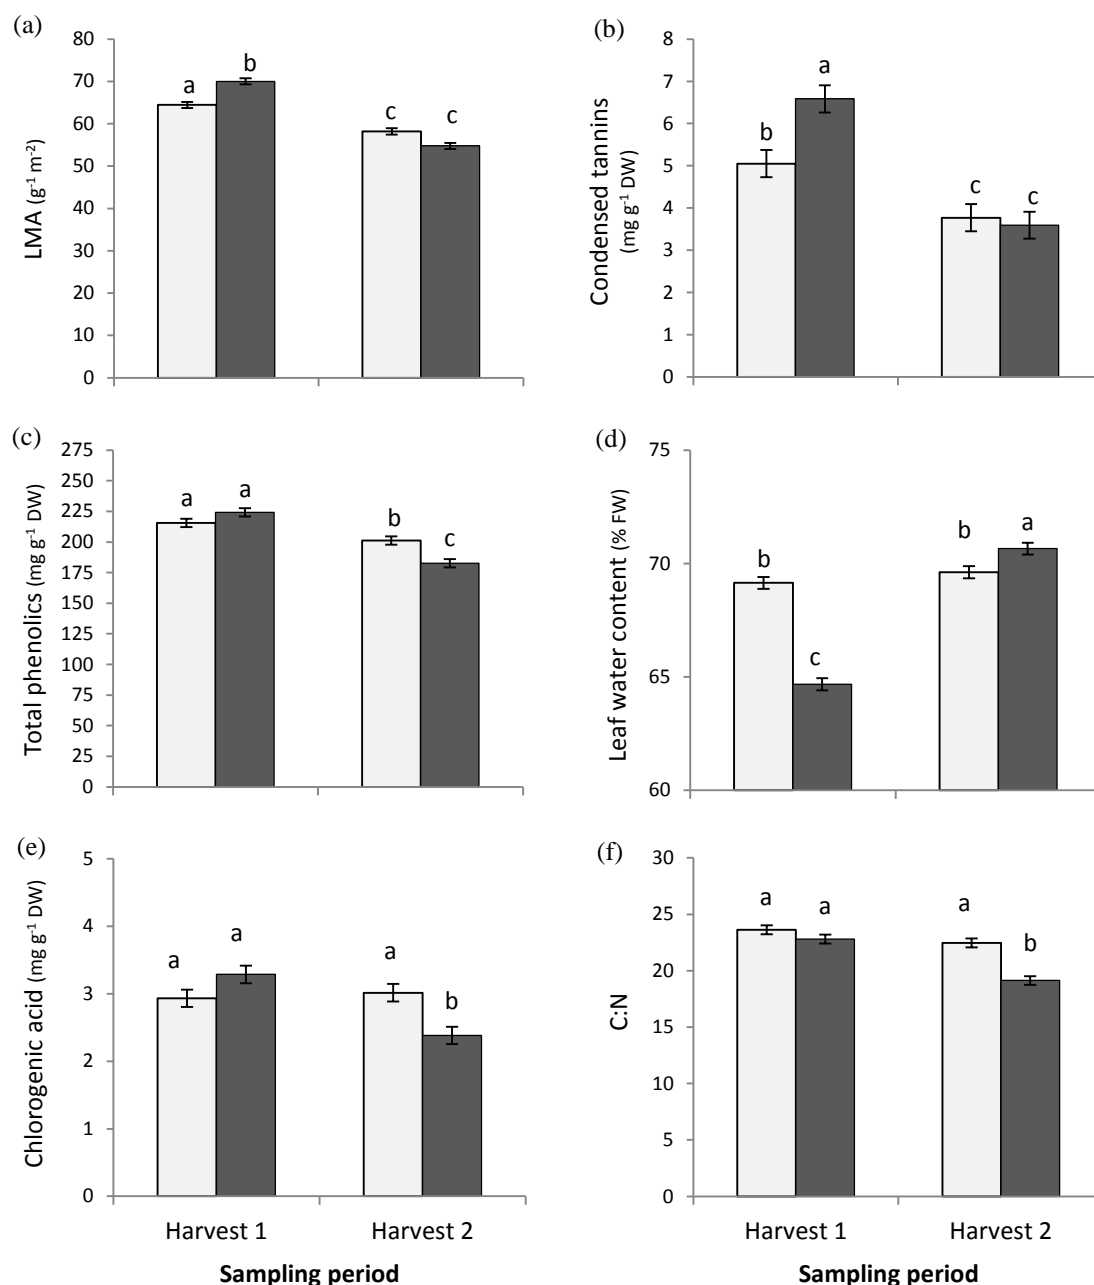 (a)
80
70
60
50
40
30
20
10
0
LMA (g⁻¹ m⁻²)
a
b
c
c
(b)
8
7
6
5
4
3
2
1
0
Condensed tannins
(mg g⁻¹ DW)
b
a
c
c
(c)
275
250
225
200
175
150
125
100
75
50
25
0
Total phenolics (mg g⁻¹ DW)
a
a
b
c
(d)
75
70
65
60
Leaf water content (% FW)
b
c
b
a
(e)
5
4
3
2
1
0
Chlorogenic acid (mg g⁻¹ DW)
a
a
a
b
Harvest 1
Harvest 2
Sampling period
(f)
30
25
20
15
10
5
0
C:N
a
a
a
b
Harvest 1
Harvest 2
Sampling period